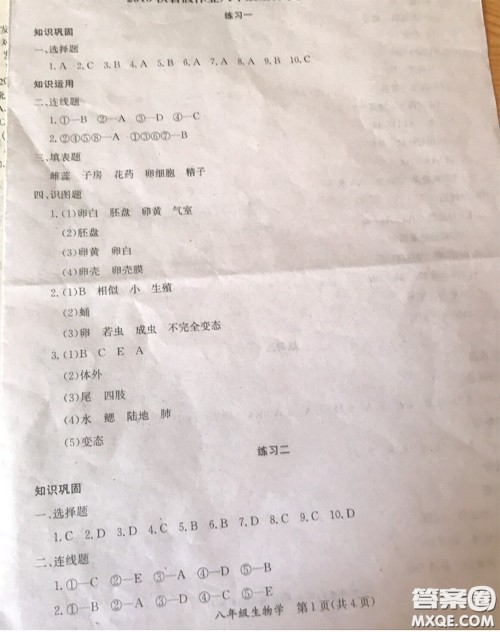 练习一
知识巩固
一、选择题
1.A 2.C 3.B 4.A 5.C 6.A 7.A 8.A 9.B 10.C
知识运用
二、连线题
1.①—B ②—A ③—D ④—C
2.②④⑤⑧—A ①③⑥⑦—B
三、填表题
雌蕊 子房 花药 卵细胞 精子
四、识图题
1.(1)卵白 胚盘 卵黄 气室
(2)胚盘
(3)卵黄 卵白
(4)卵壳 卵壳膜
2.(1)B 相似 小 生殖
(2)蛹
(3)卵 若虫 成虫 不完全变态
3.(1)B C E A
(2)体外
(3)尾 四肢
(4)水 鳃 陆地 肺
(5)变态
练习二
知识巩固
一、选择题
1.C 2.D 3.D 4.C 5.B 6.B 7.D 8.C 9.D 10.D
二、连线题
1.①—C ②—E ③—A ④—D ⑤—B
2.①—B ②—A ③—D ④—C ⑤—E
八年级生物学 第1页(共4页)
答案圈
MXQE.COM